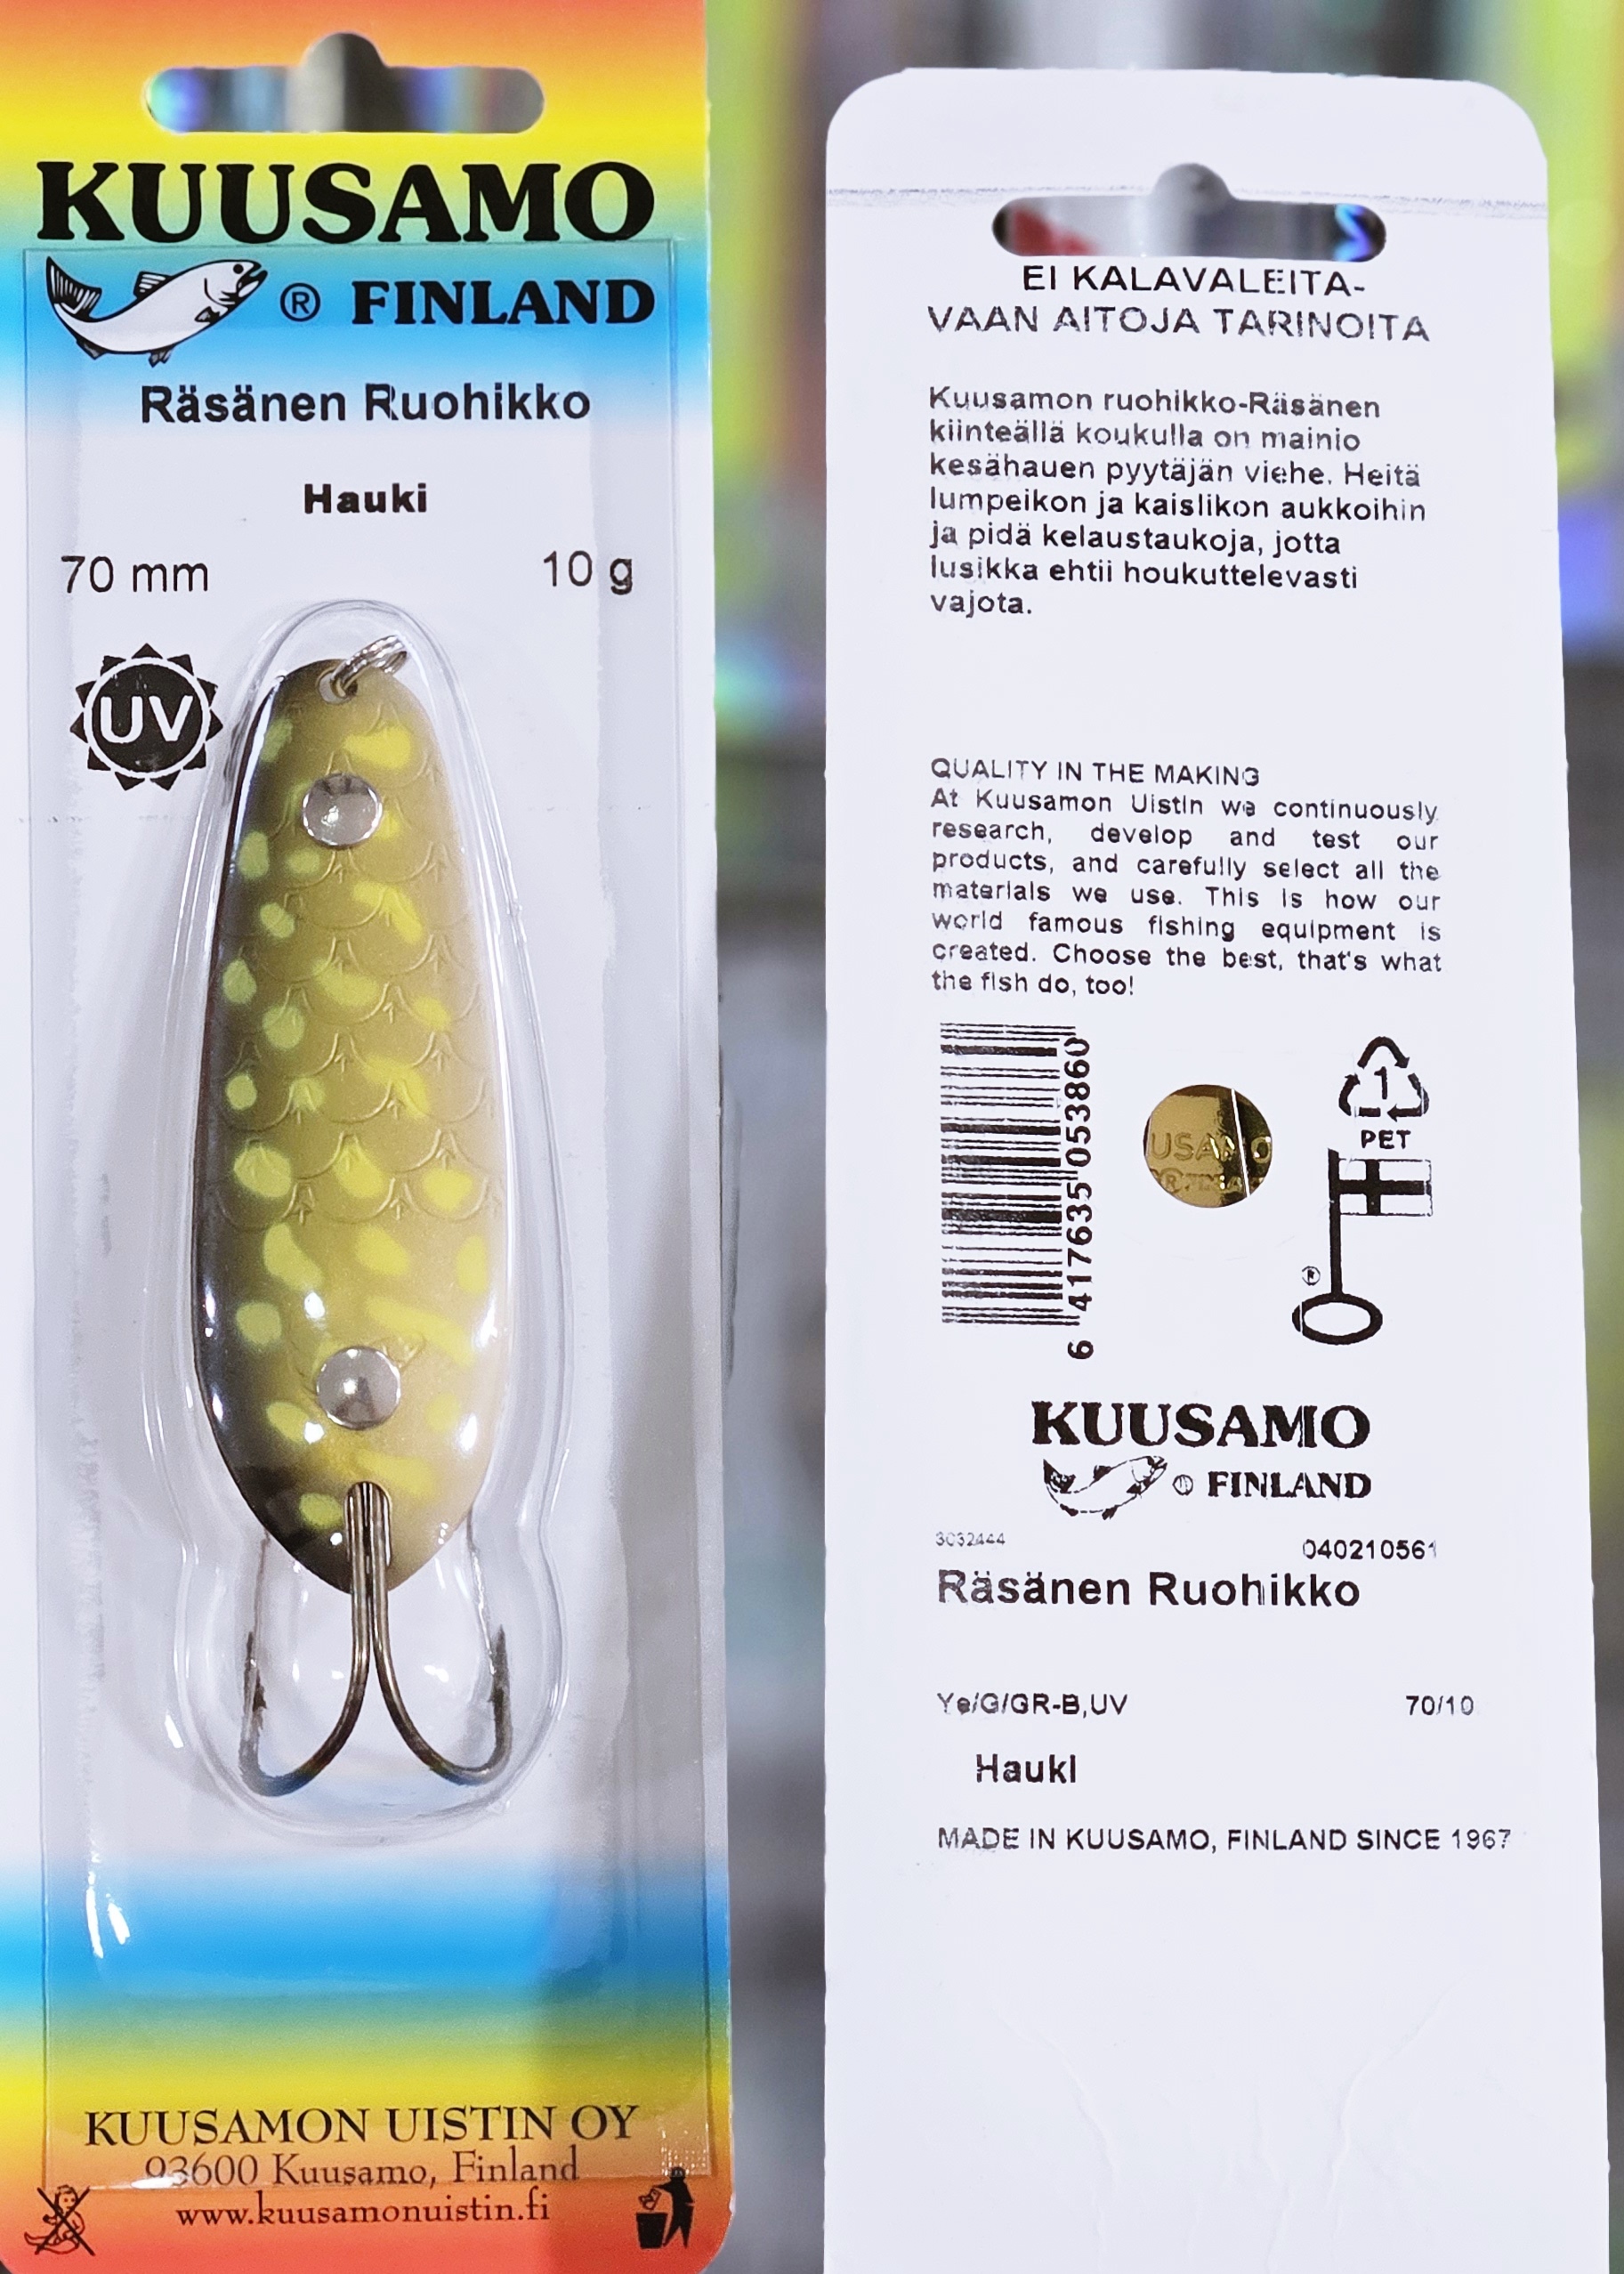 KUUSAMO
® FINLAND
Räsänen Ruohikko
Hauki
70 mm 10 g
UV
KUUSAMON UISTIN OY
93600 Kuusamo, Finland
www.kuusamonuistin.fi
EI KALAVALEITA-
VAAN AITOJA TARINOITA
Kuusamon ruohikko-Räsänen
kiinteällä koukulla on mainio
kesähauen pyytäjän viehe. Heitä
lumpeikon ja kaislikon aukkoihin
ja pidä kelaustaukoja, jotta
lusikka ehtii houkuttelevasti
vajota.
QUALITY IN THE MAKING
At Kuusamon Uistin we continuously
research, develop and test our
products, and carefully select all the
materials we use. This is how our
world famous fishing equipment is
created. Choose the best, that's what
the fish do, too!
6 417635 053860
USAMO
1
PET
®
KUUSAMO
® FINLAND
3032444 040210561
Räsänen Ruohikko
Ye/G/GR-B,UV 70/10
Hauki
MADE IN KUUSAMO, FINLAND SINCE 1967